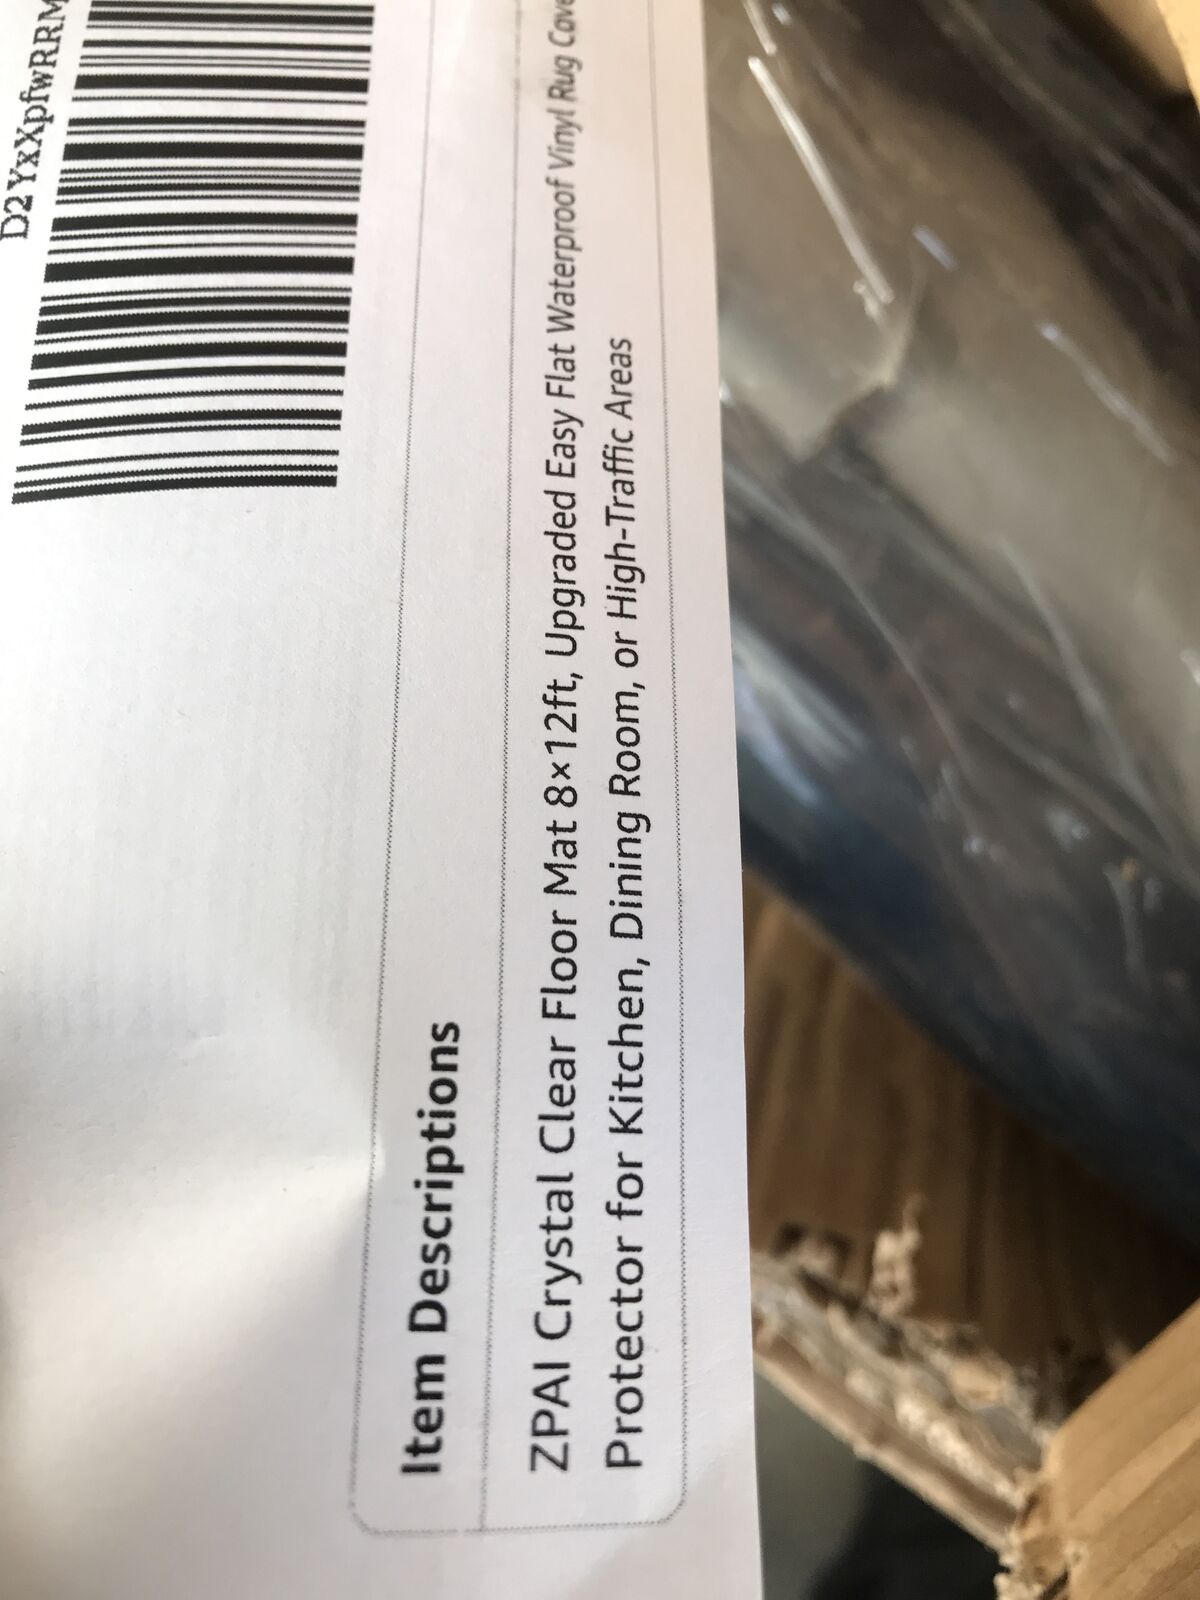 D2YxXpfwRRM
Item Descriptions
ZPAI Crystal Clear Floor Mat 8×12ft, Upgraded Easy Flat Waterproof Vinyl Rug
Protector for Kitchen, Dining Room, or High-Traffic Areas